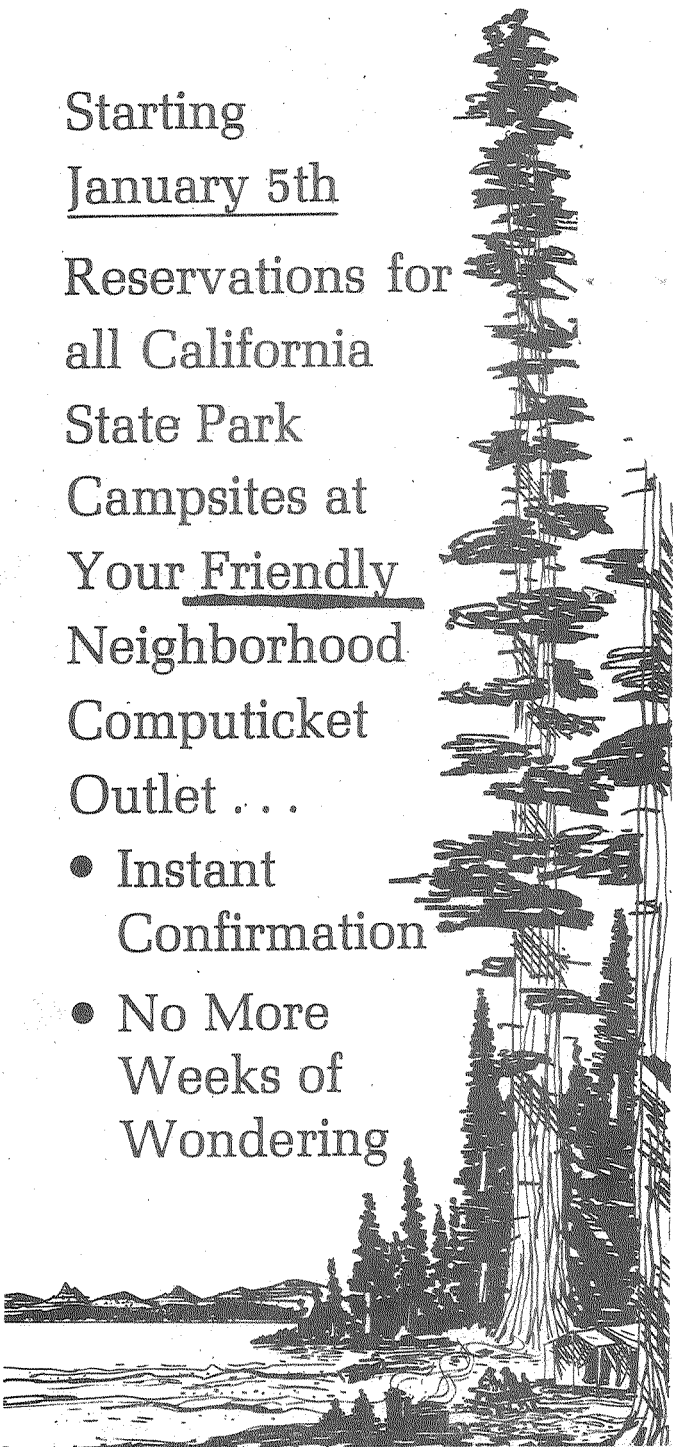 Starting
January 5th
Reservations for
all California
State Park
Campsites at
Your Friendly
Neighborhood
Computicket
Outlet . . .
• Instant
Confirmation
• No More
Weeks of
Wondering